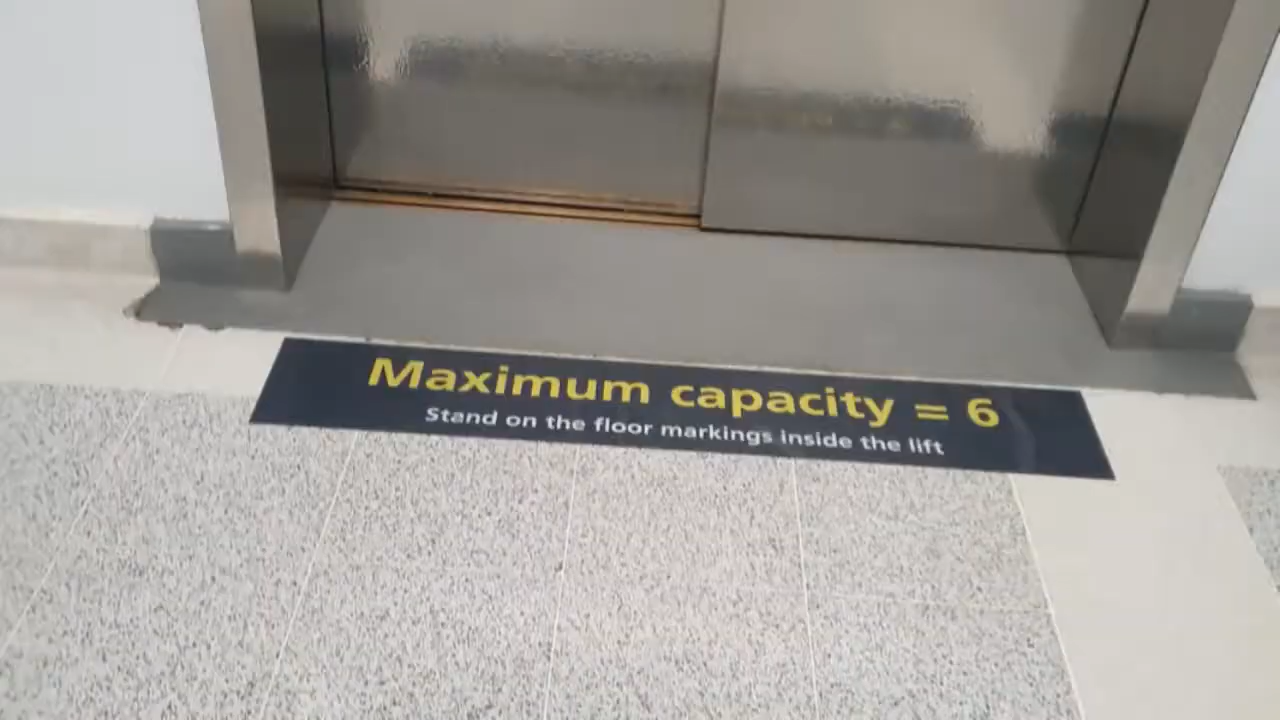 Maximum capacity = 6
Stand on the floor markings inside the lift